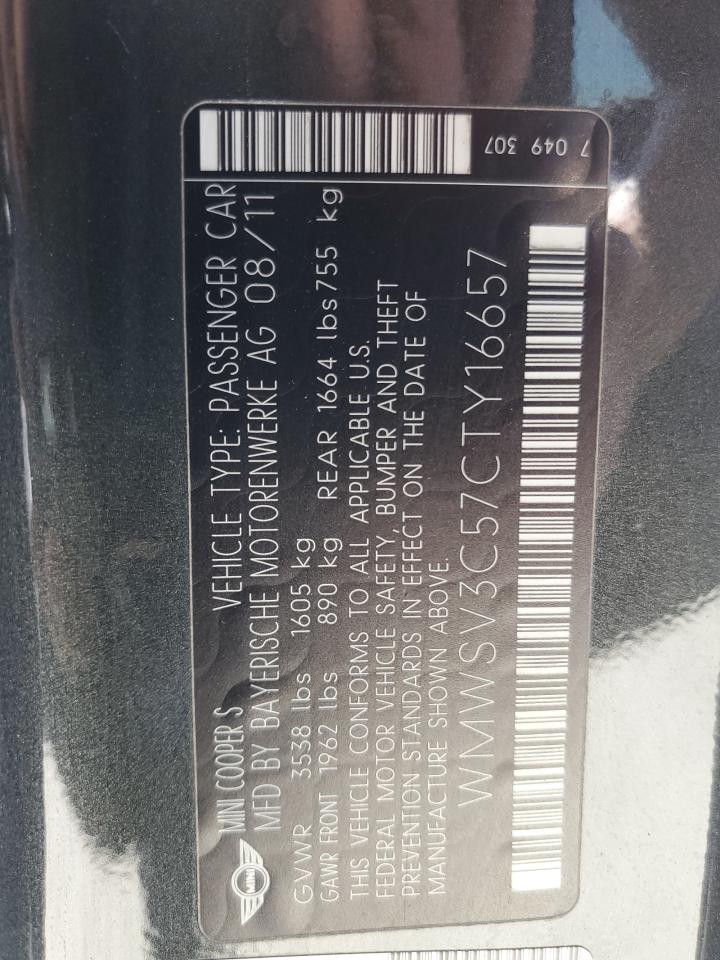 7 049 307
MINI COOPER S VEHICLE TYPE: PASSENGER CAR
MFD BY BAYERISCHE MOTORENWERKE AG 08/11
GVWR 3538 lbs 1605 kg
GAWR FRONT 1962 lbs 890 kg REAR 1664 lbs 755 kg
THIS VEHICLE CONFORMS TO ALL APPLICABLE U.S.
FEDERAL MOTOR VEHICLE SAFETY, BUMPER AND THEFT
PREVENTION STANDARDS IN EFFECT ON THE DATE OF
MANUFACTURE SHOWN ABOVE.
WMWSV3C57CTY16657
MINI